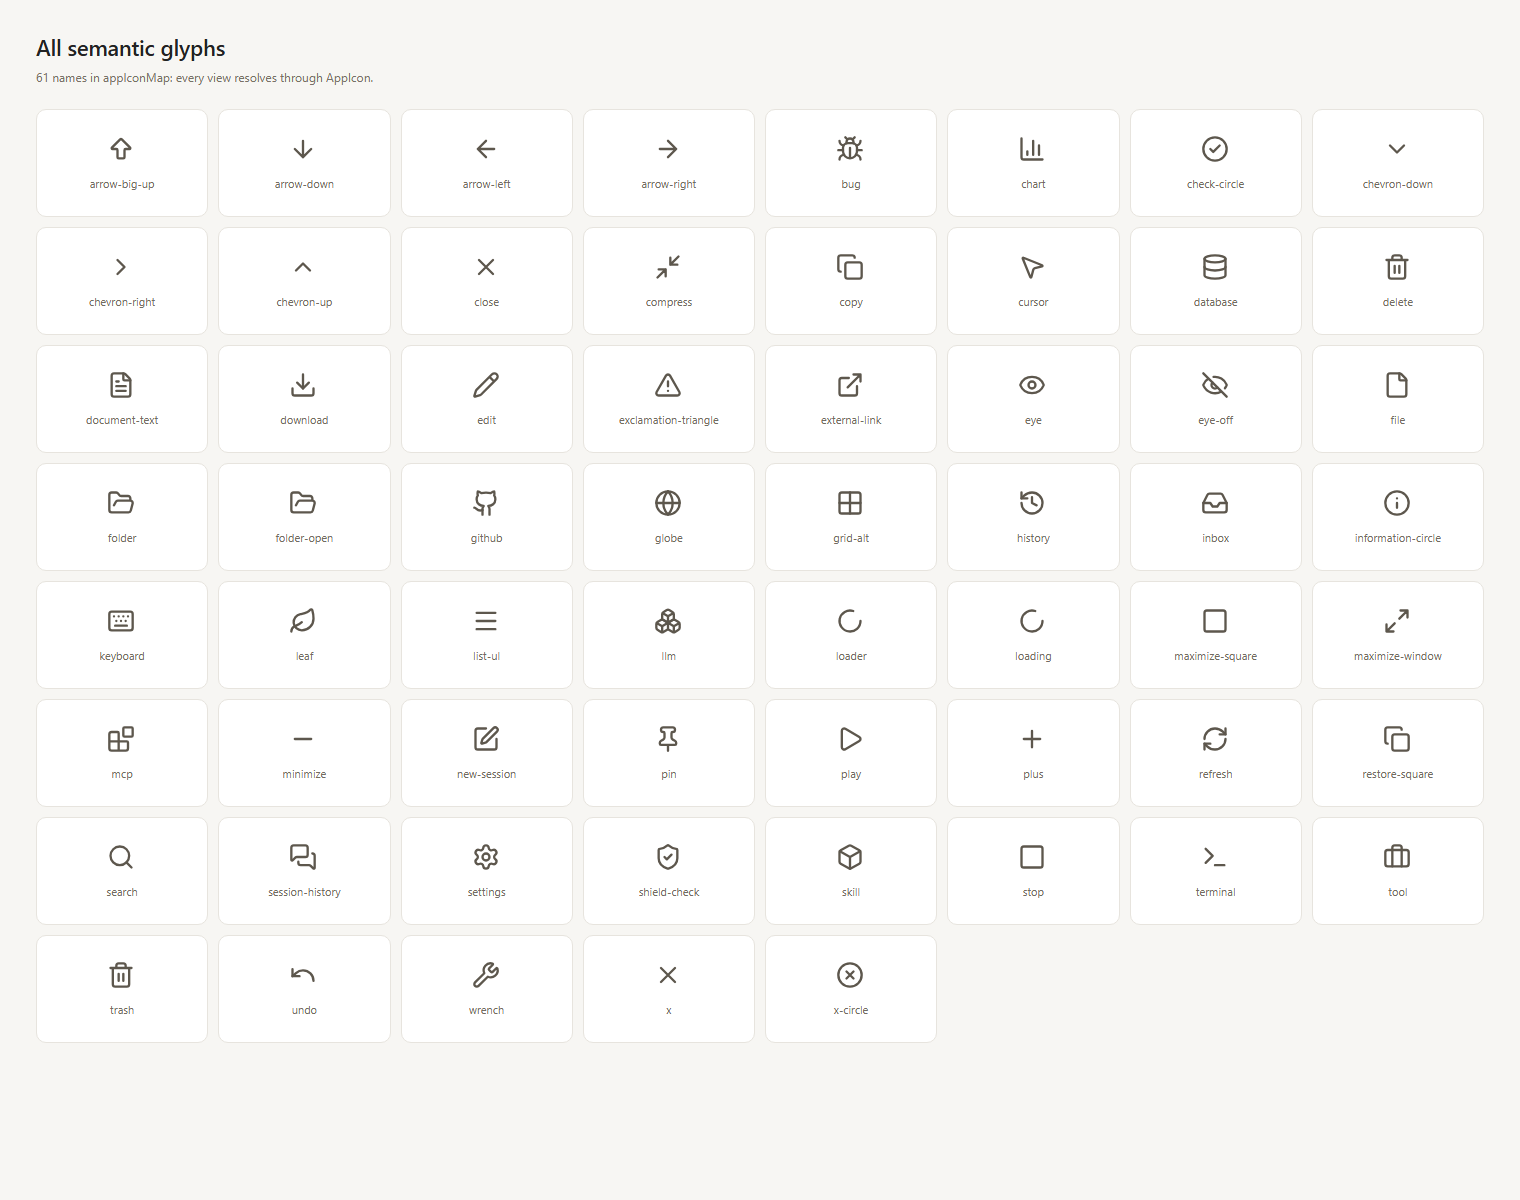 All semantic glyphs
61 names in appIconMap: every view resolves through AppIcon.
arrow-big-up
arrow-down
arrow-left
arrow-right
bug
chart
check-circle
chevron-down
chevron-right
chevron-up
close
compress
copy
cursor
database
delete
document-text
download
edit
exclamation-triangle
external-link
eye
eye-off
file
folder
folder-open
github
globe
grid-alt
history
inbox
information-circle
keyboard
leaf
list-ul
llm
loader
loading
maximize-square
maximize-window
mcp
minimize
new-session
pin
play
plus
refresh
restore-square
search
session-history
settings
shield-check
skill
stop
terminal
tool
trash
undo
wrench
x
x-circle